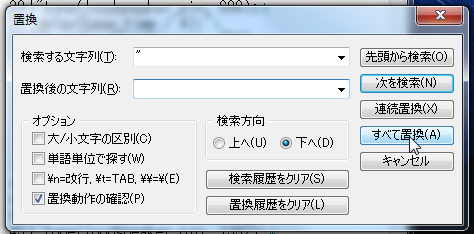 置換
検索する文字列(T):
"
先頭から検索(O)
次を検索(N)
置換後の文字列(R):
連続置換(X)
オプション
検索方向
すべて置換(A)
大/小文字の区別(C)
上へ(U)
下へ(D)
単語単位で探す(W)
キャンセル
¥n=改行, ¥t=TAB, ¥¥=¥(E)
検索履歴をクリア(S)
置換動作の確認(P)
置換履歴をクリア(L)